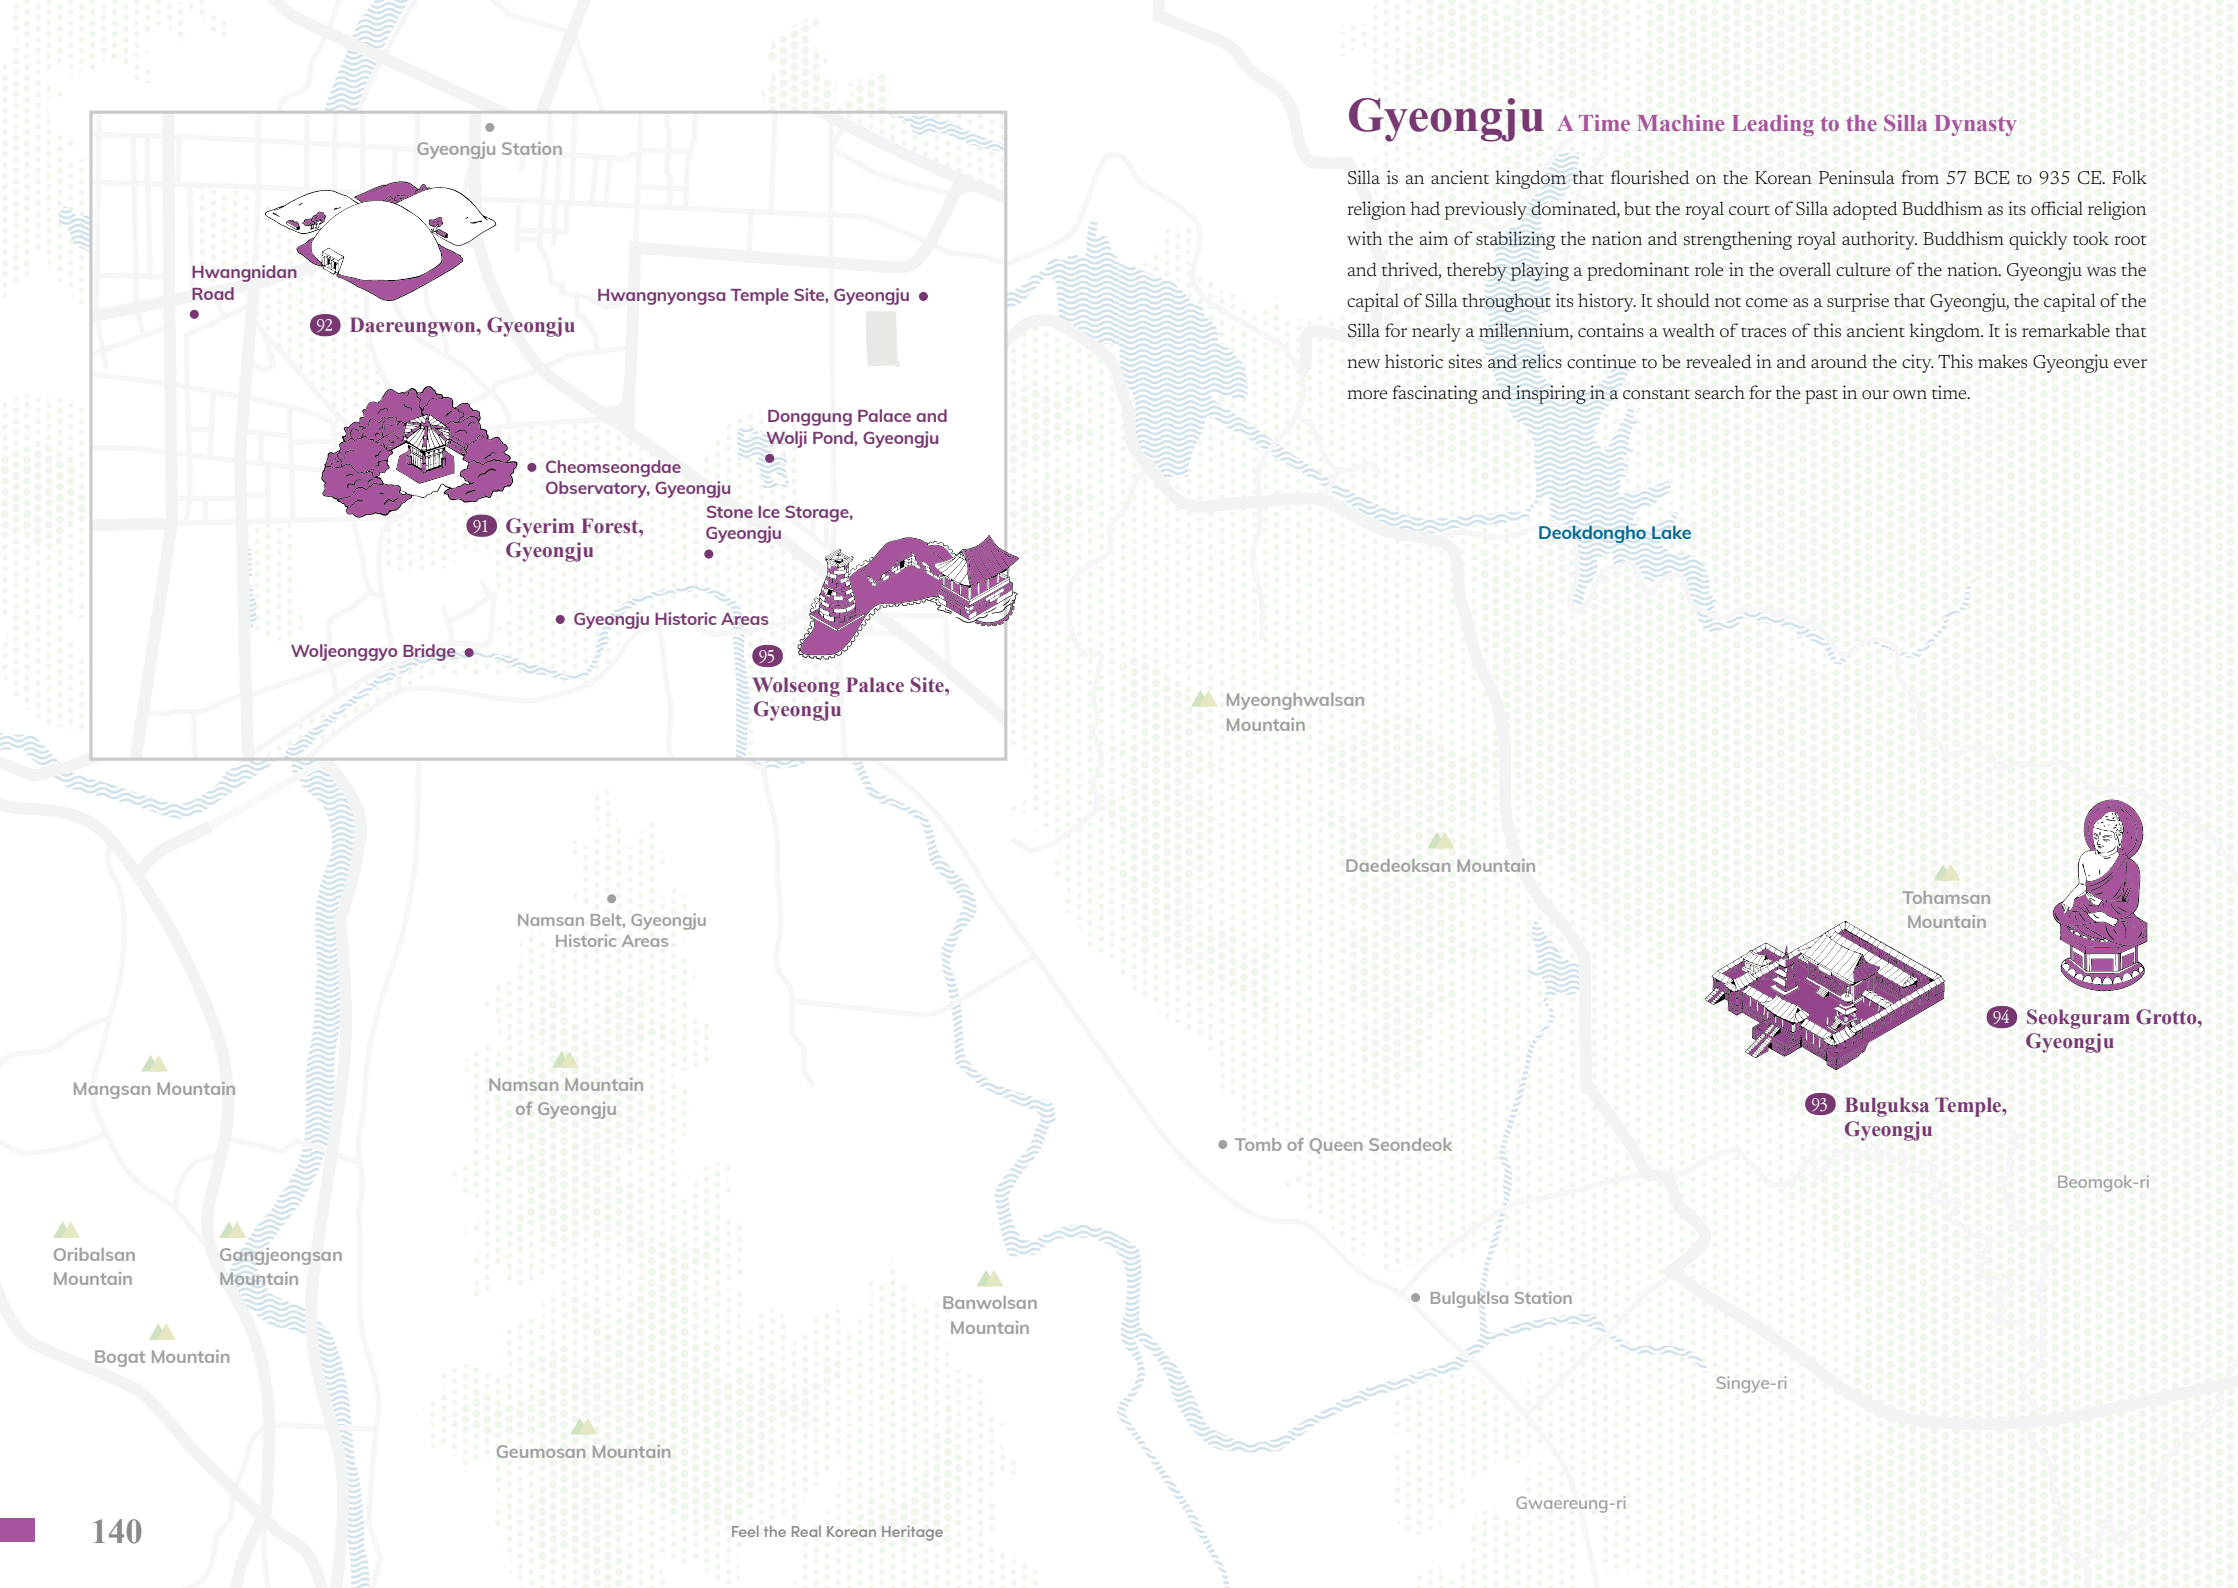 Gyeongju A Time Machine Leading to the Silla Dynasty
Silla is an ancient kingdom that flourished on the Korean Peninsula from 57 BCE to 935 CE. Folk
religion had previously dominated, but the royal court of Silla adopted Buddhism as its official religion
with the aim of stabilizing the nation and strengthening royal authority. Buddhism quickly took root
and thrived, thereby playing a predominant role in the overall culture of the nation. Gyeongju was the
capital of Silla throughout its history. It should not come as a surprise that Gyeongju, the capital of the
Silla for nearly a millennium, contains a wealth of traces of this ancient kingdom. It is remarkable that
new historic sites and relics continue to be revealed in and around the city. This makes Gyeongju ever
more fascinating and inspiring in a constant search for the past in our own time.
Gyeongju Station
Hwangnidan
Road
92 Daereungwon, Gyeongju
Hwangnyongsa Temple Site, Gyeongju
Donggung Palace and
Wolji Pond, Gyeongju
Cheomseongdae
Observatory, Gyeongju
91 Gyerim Forest,
Gyeongju
Stone Ice Storage,
Gyeongju
Gyeongju Historic Areas
Woljeonggyo Bridge
95
Wolseong Palace Site,
Gyeongju
Deokdongho Lake
Myeonghwalsan
Mountain
Daedeoksan Mountain
Tohamsan
Mountain
Namsan Belt, Gyeongju
Historic Areas
94 Seokguram Grotto,
Gyeongju
93 Bulguksa Temple,
Gyeongju
Mangsan Mountain
Namsan Mountain
of Gyeongju
Tomb of Queen Seondeok
Beomgok-ri
Oribalsan
Mountain
Gangjeongsan
Mountain
Banwolsan
Mountain
Bulguklsa Station
Bogat Mountain
Singye-ri
Geumosan Mountain
Gwaereung-ri
140
Feel the Real Korean Heritage